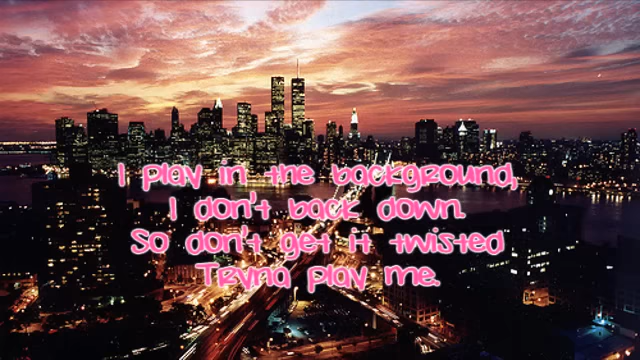 I play in the background,
I don't back down.
So don't get it twisted
Tryna play me.